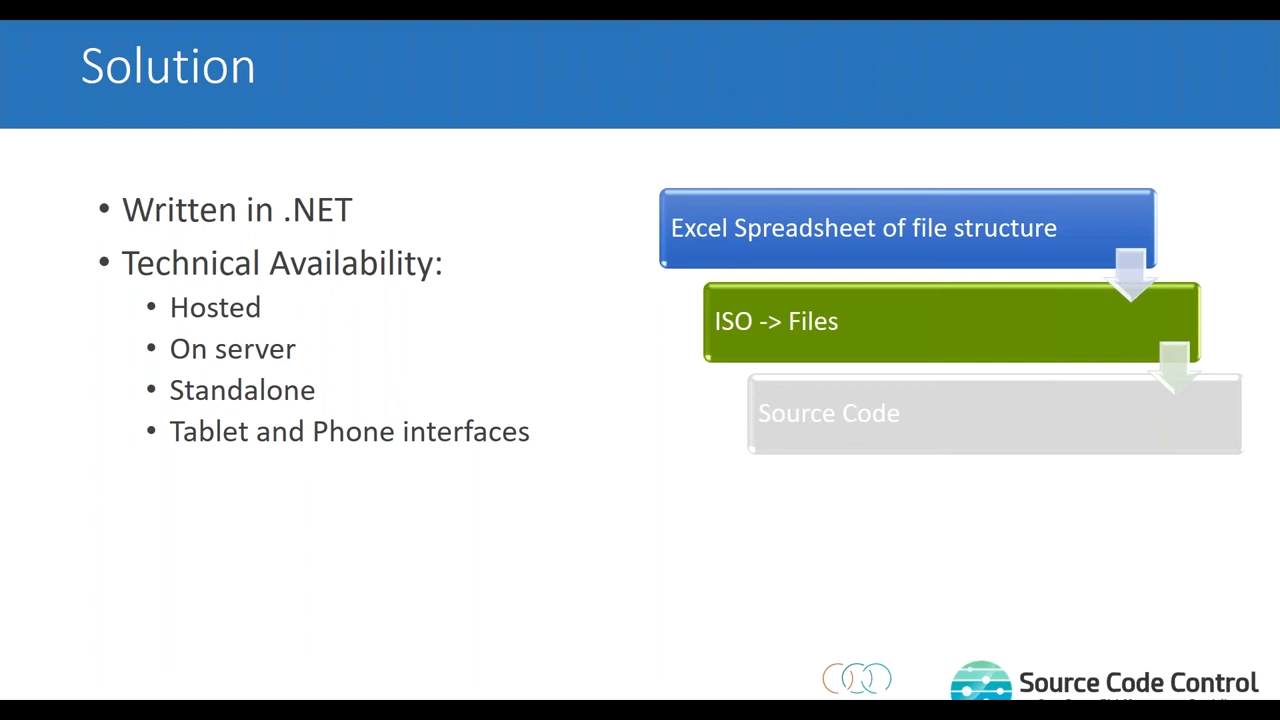 Solution
• Written in .NET
• Technical Availability:
• Hosted
• On server
• Standalone
• Tablet and Phone interfaces
Excel Spreadsheet of file structure
ISO -> Files
Source Code
Source Code Control